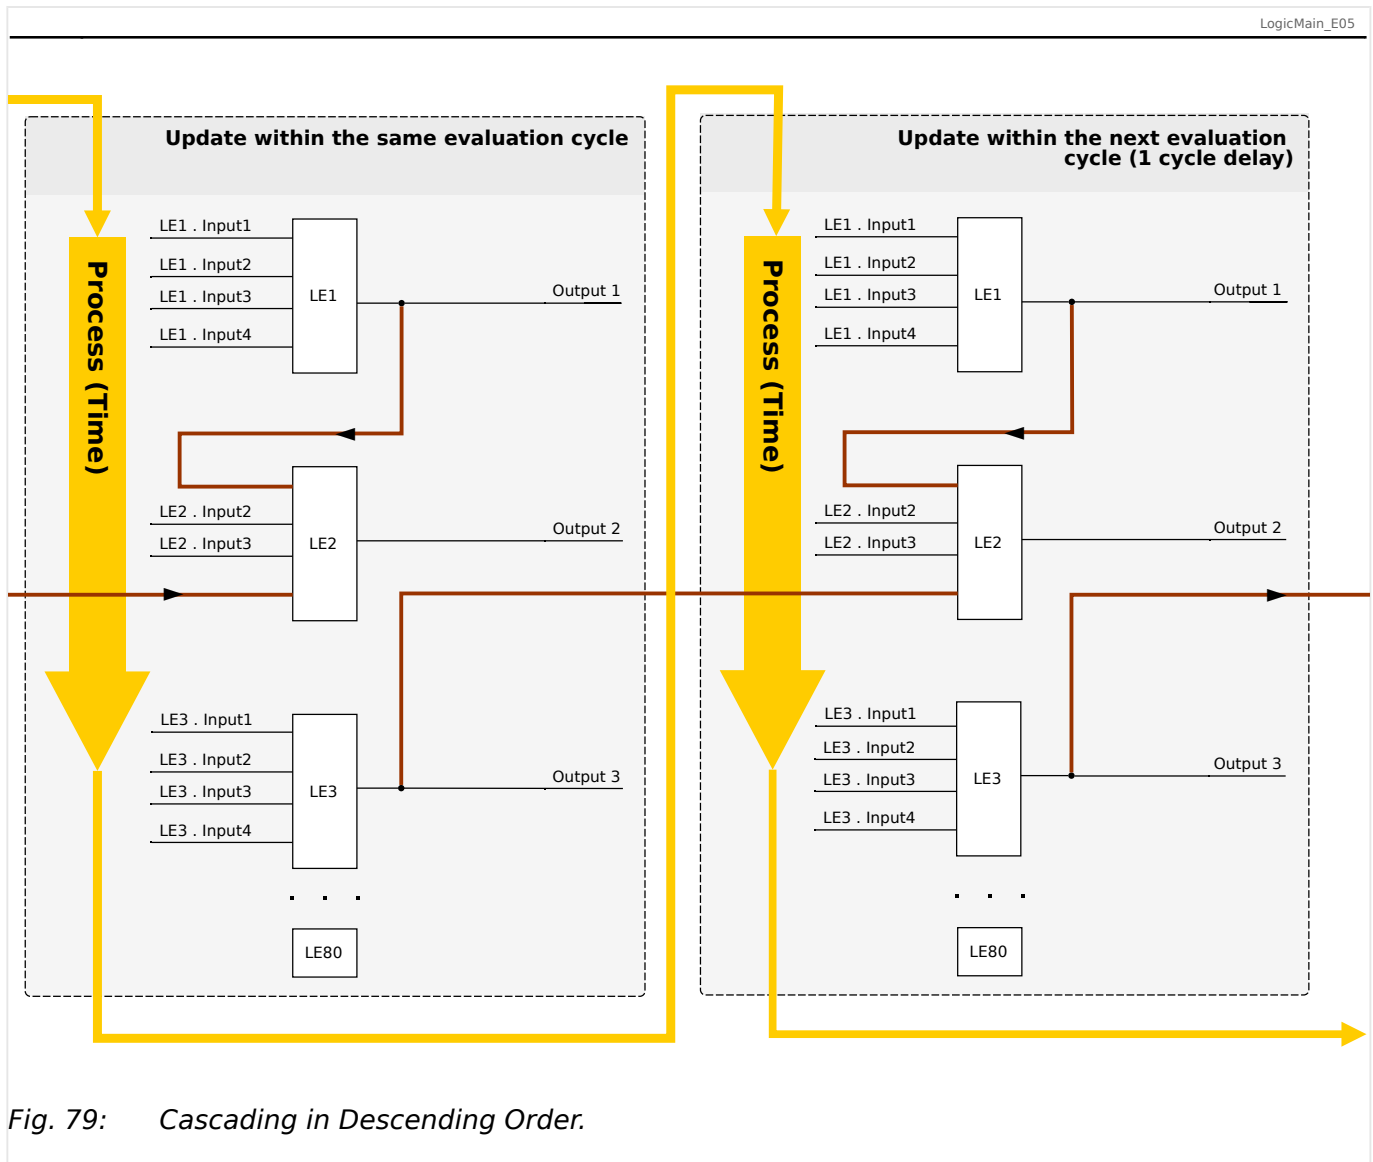 LogicMain_E05
Update within the same evaluation cycle
Process (Time)
LE1 . Input1
LE1 . Input2
LE1 . Input3
LE1 . Input4
LE1
Output 1
LE2 . Input2
LE2 . Input3
LE2
Output 2
LE3 . Input1
LE3 . Input2
LE3 . Input3
LE3 . Input4
LE3
Output 3
. . .
LE80
Update within the next evaluation
cycle (1 cycle delay)
Process (Time)
LE1 . Input1
LE1 . Input2
LE1 . Input3
LE1 . Input4
LE1
Output 1
LE2 . Input2
LE2 . Input3
LE2
Output 2
LE3 . Input1
LE3 . Input2
LE3 . Input3
LE3 . Input4
LE3
Output 3
. . .
LE80
Fig. 79: Cascading in Descending Order.